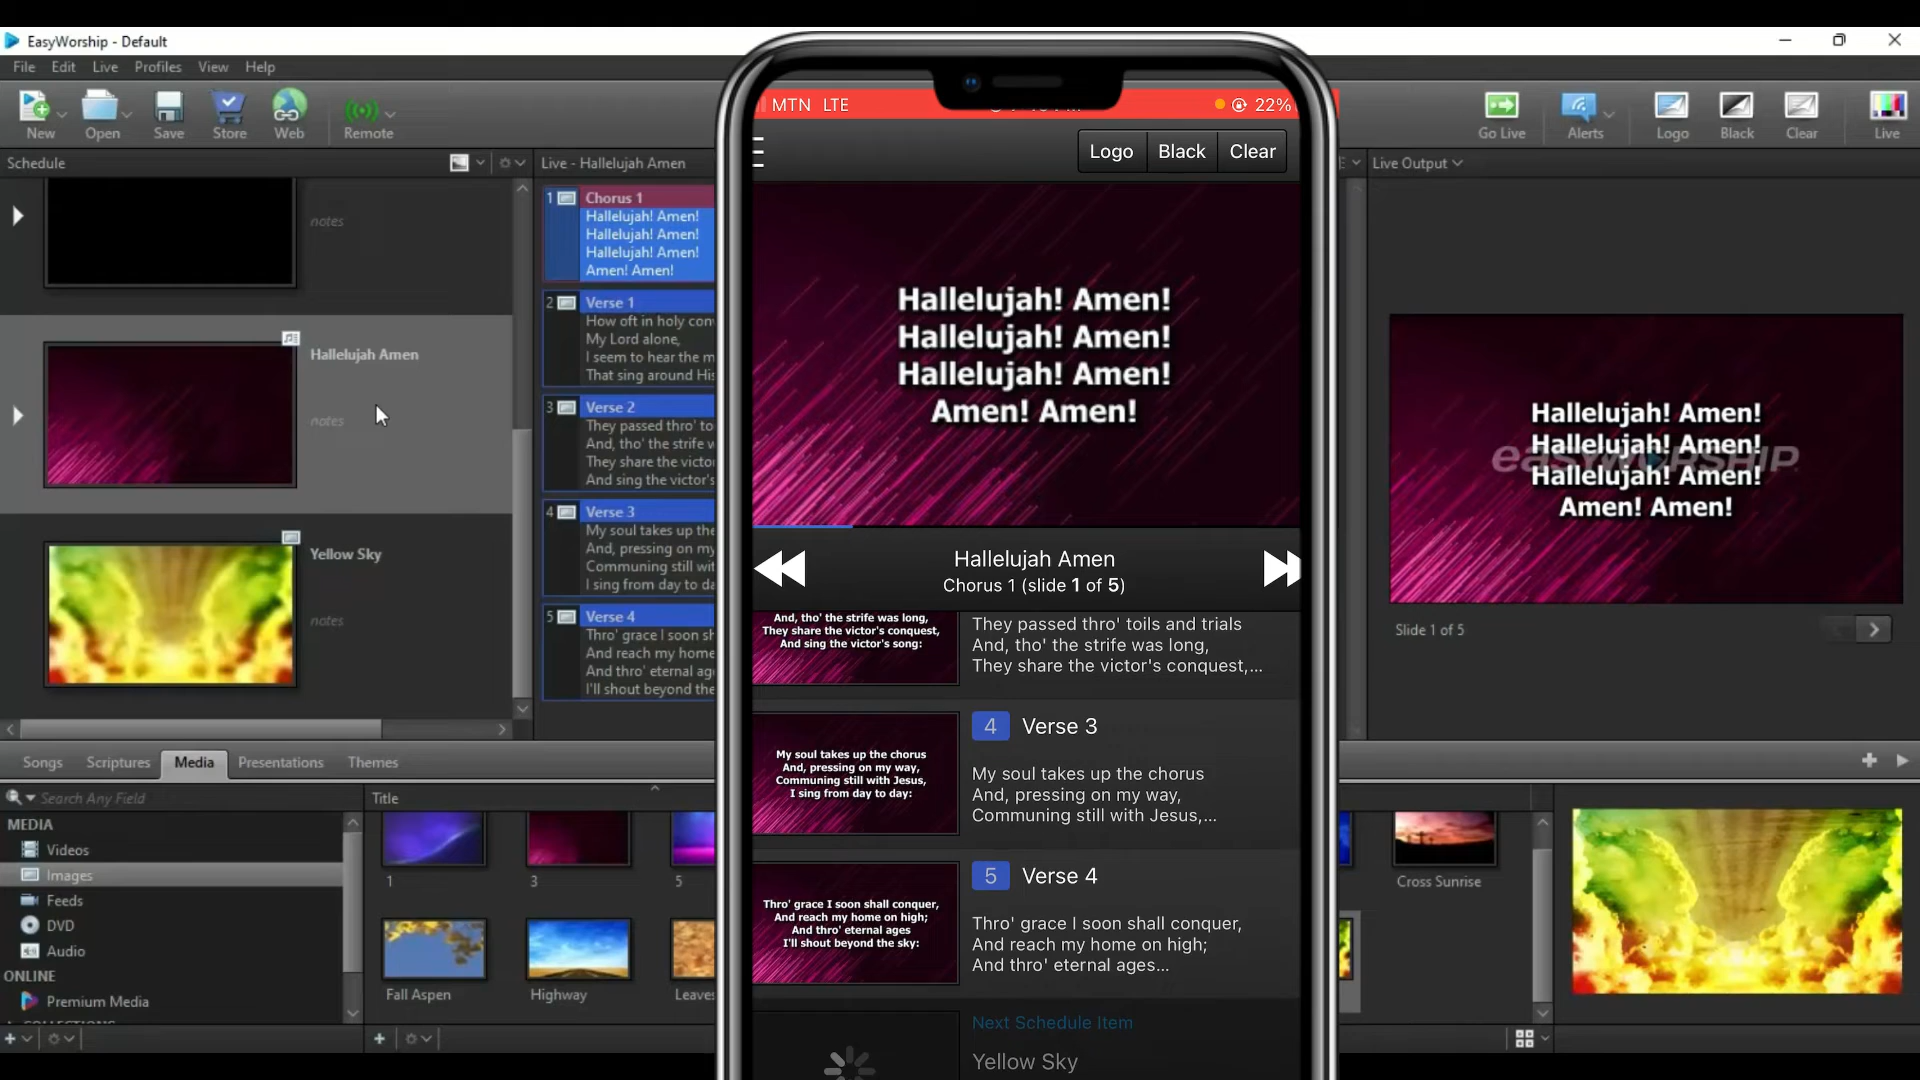 EasyWorship - Default
File Edit Live Profiles View Help
New Open Save Store Web Remote
Go Live Alerts Logo Black Clear Live
Schedule
notes
Hallelujah Amen
notes
Yellow Sky
notes
Live - Hallelujah Amen
1 Chorus 1
Hallelujah! Amen!
Hallelujah! Amen!
Hallelujah! Amen!
Amen! Amen!
2 Verse 1
How oft in holy
My Lord alone,
I seem to hear the
That sing around His
3 Verse 2
They passed thro'
And, tho' the strife
They share the
And sing the victor's
4 Verse 3
My soul takes up the
And, pressing on my
Communing still
I sing from day to
5 Verse 4
Thro' grace I soon
And reach my home
And thro' eternal
I'll shout beyond the
MTN LTE
22%
Logo Black Clear
Hallelujah! Amen!
Hallelujah! Amen!
Hallelujah! Amen!
Amen! Amen!
Hallelujah Amen
Chorus 1 (slide 1 of 5)
And, tho' the strife was long,
They share the victor's conquest,
And sing the victor's song:
They passed thro' toils and trials
And, tho' the strife was long,
They share the victor's conquest,...
My soul takes up the chorus
And, pressing on my way,
Communing still with Jesus,
I sing from day to day:
4 Verse 3
My soul takes up the chorus
And, pressing on my way,
Communing still with Jesus,...
Thro' grace I soon shall conquer,
And reach my home on high;
And thro' eternal ages
I'll shout beyond the sky:
5 Verse 4
Thro' grace I soon shall conquer,
And reach my home on high;
And thro' eternal ages...
Next Schedule Item
Yellow Sky
Live Output
Hallelujah! Amen!
Hallelujah! Amen!
Hallelujah! Amen!
Amen! Amen!
easyWORSHIP
Slide 1 of 5
Songs Scriptures Media Presentations Themes
Search Any Field
MEDIA
Videos
Images
Feeds
DVD
Audio
ONLINE
Premium Media
Title
1 3 5
Fall Aspen Highway Leaves
Cross Sunrise